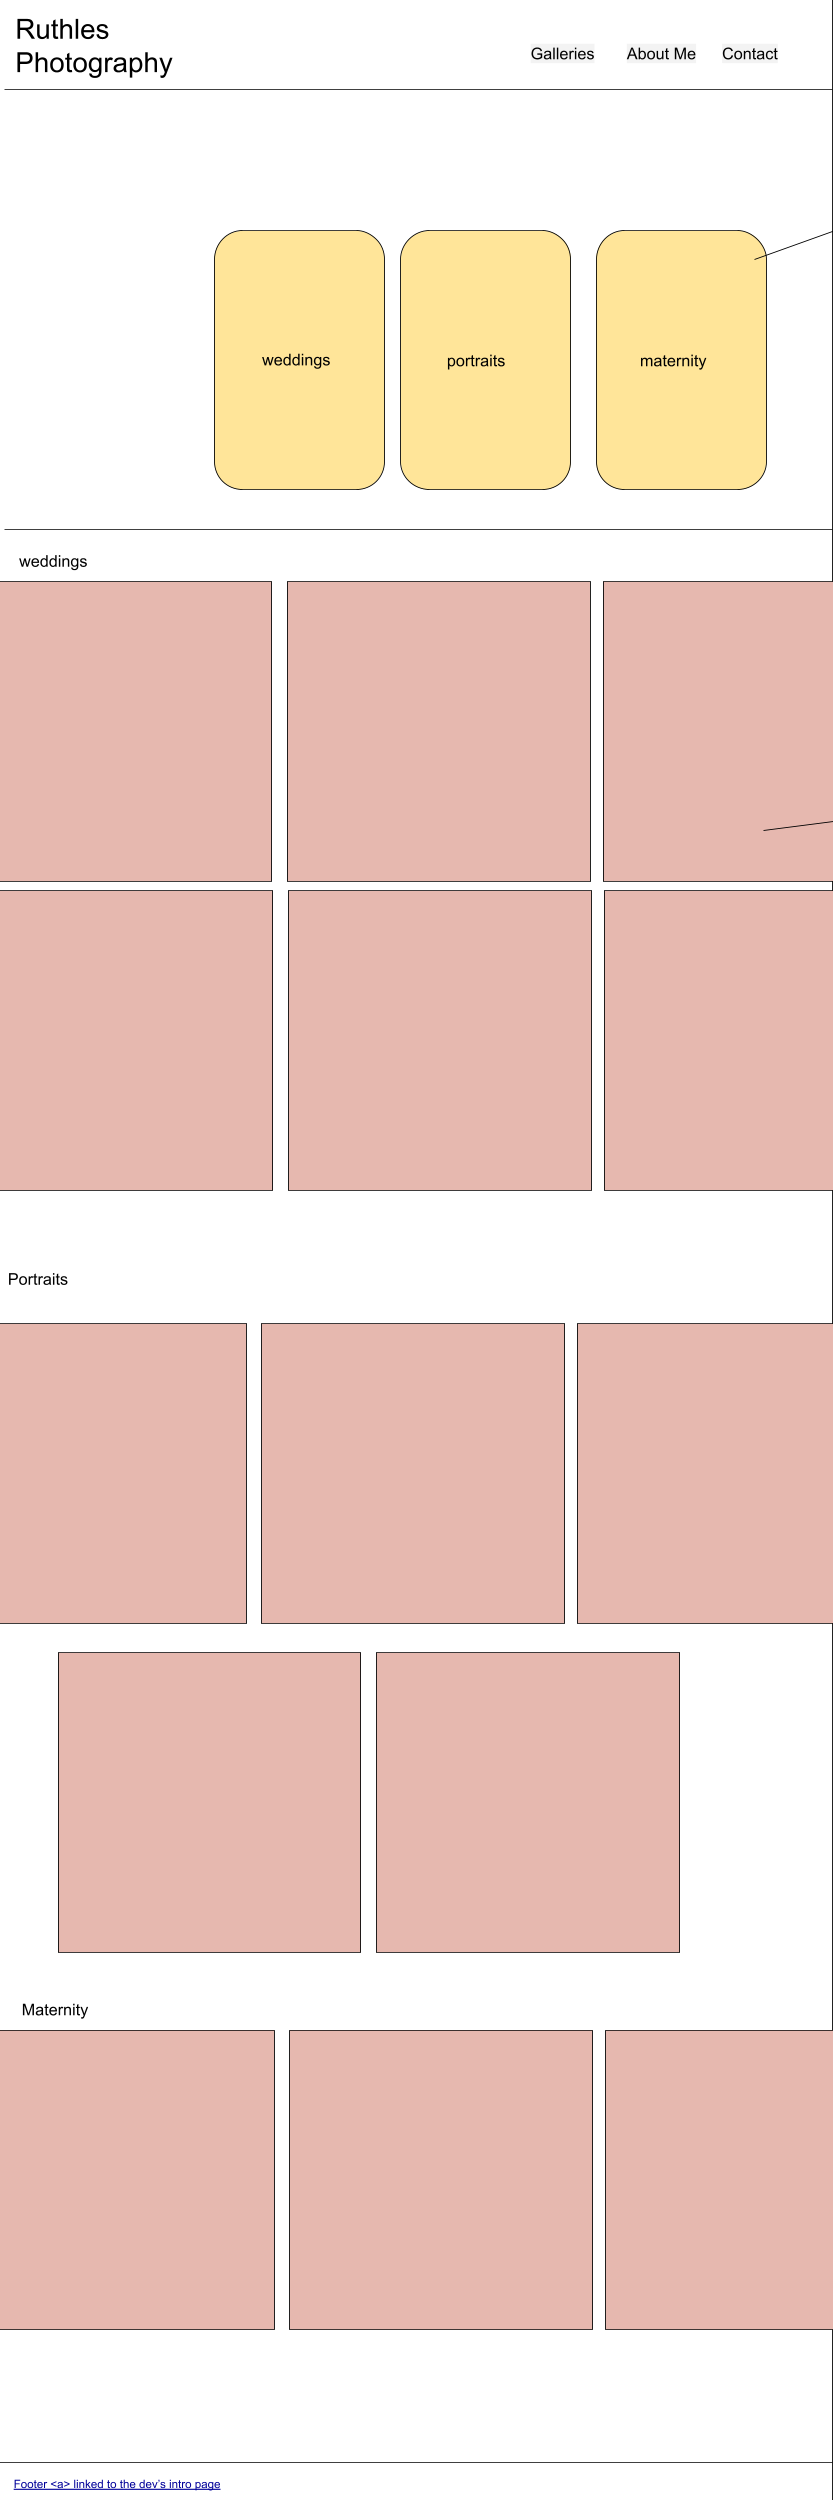 Ruthles
Photography
Galleries
About Me
Contact
weddings
portraits
maternity
weddings
Portraits
Maternity
Footer <a> linked to the dev's intro page